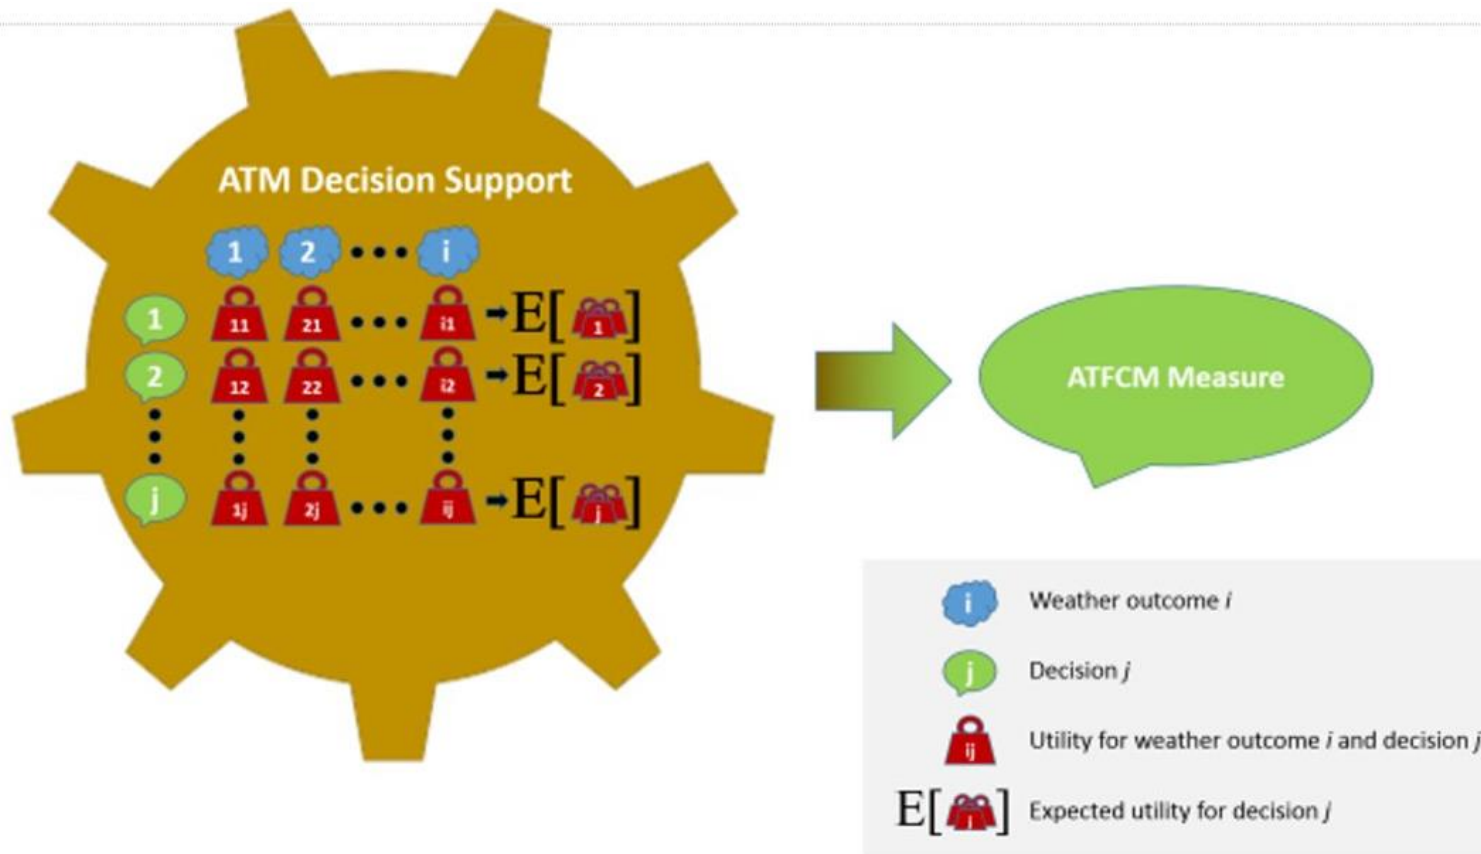 ATM Decision Support
1 2 ••• i
1 11 21 ••• i1 E[1]
2 12 22 ••• i2 E[2]
j 1j 2j ••• ij E[j]
ATFCM Measure
i Weather outcome i
j Decision j
ij Utility for weather outcome i and decision j
E[j] Expected utility for decision j